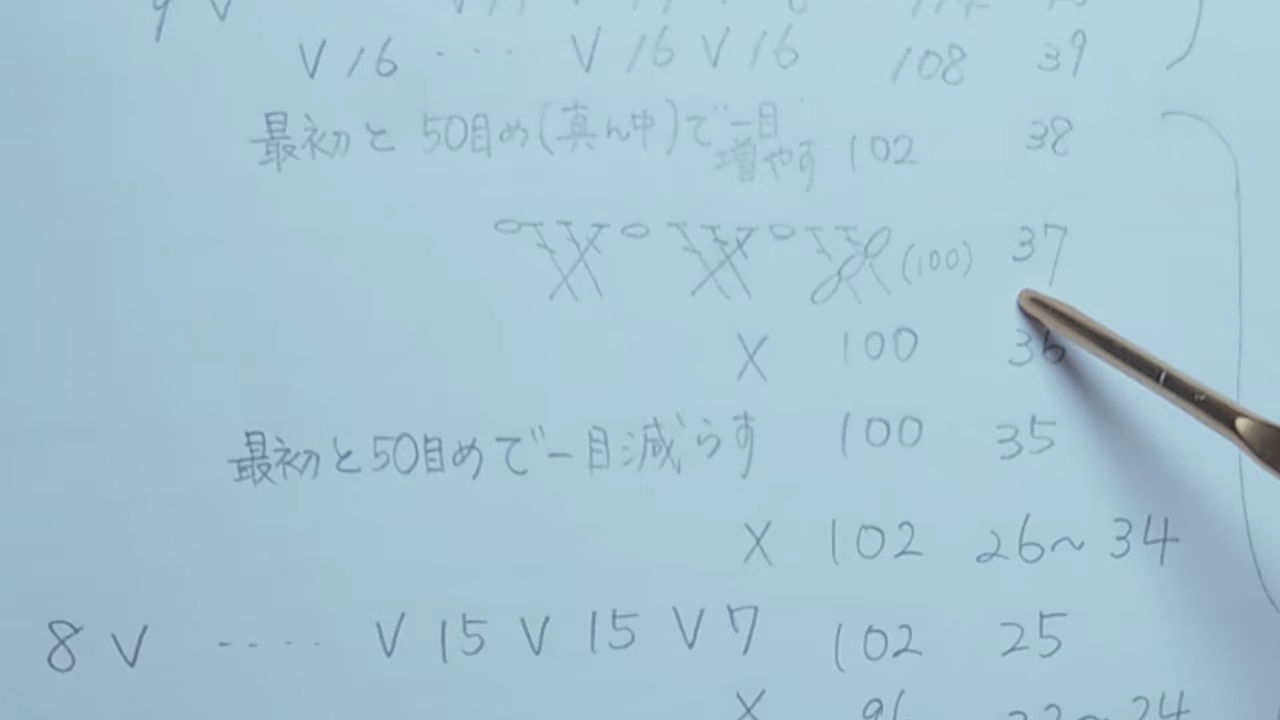 V 16 ････ V 16 V 16 108 39
最初と 50目め(真ん中)で一目増やす 102 38
(100) 37
X 100 36
最初と50目めで一目減らす 100 35
X 102 26~34
8 V ････ V 15 V 15 V 7 102 25
X 96